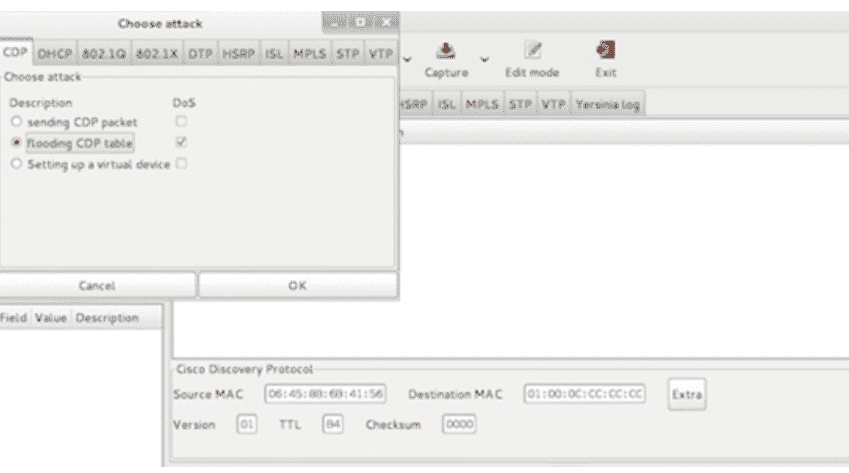 Choose attack
CDP DHCP 802.1Q 802.1X DTP HSRP ISL MPLS STP VTP
Choose attack
Description DoS
sending CDP packet
flooding CDP table
Setting up a virtual device
Cancel OK
Capture Edit mode Exit
HSRP ISL MPLS STP VTP Yersinia log
Field Value Description
Cisco Discovery Protocol
Source MAC 06:45:8B:6B:41:56 Destination MAC 01:00:0C:CC:CC:CC Extra
Version 01 TTL B4 Checksum 0000